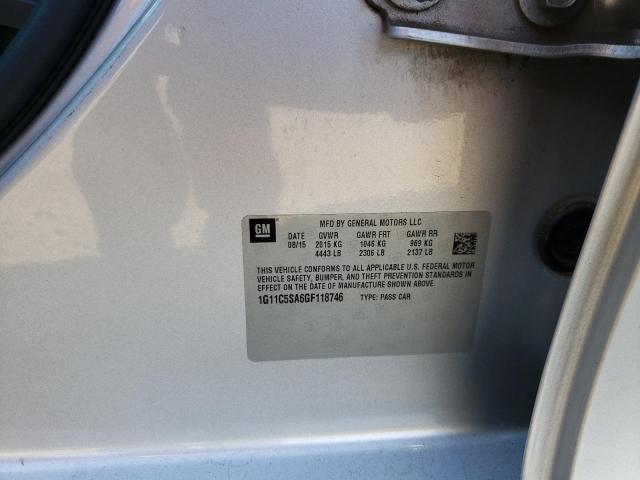 GM
MFD BY GENERAL MOTORS LLC
DATE GVWR GAWR FRT GAWR RR
08/15 2015 KG 1046 KG 969 KG
4443 LB 2306 LB 2137 LB
THIS VEHICLE CONFORMS TO ALL APPLICABLE U.S. FEDERAL MOTOR
VEHICLE SAFETY, BUMPER, AND THEFT PREVENTION STANDARDS IN
EFFECT ON THE DATE OF MANUFACTURE SHOWN ABOVE.
1G11C5SA6GF118746 TYPE: PASS CAR